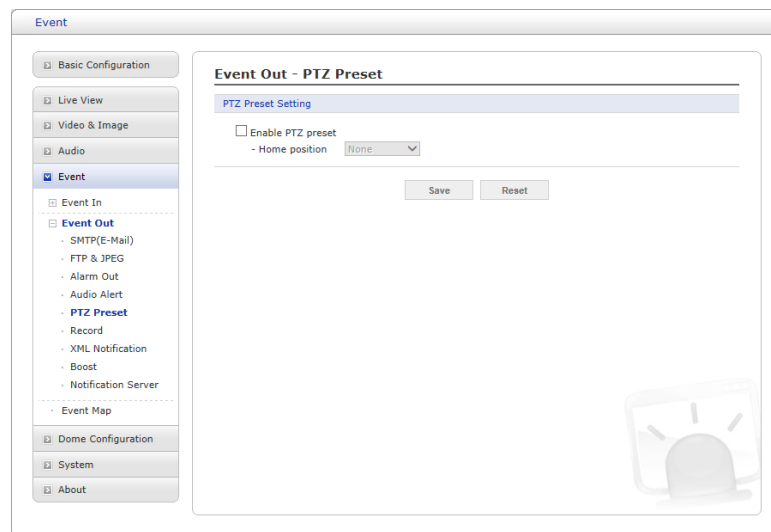 Event
Basic Configuration
Live View
Video & Image
Audio
Event
Event In
Event Out
SMTP(E-Mail)
FTP & JPEG
Alarm Out
Audio Alert
PTZ Preset
Record
XML Notification
Boost
Notification Server
Event Map
Dome Configuration
System
About
Event Out - PTZ Preset
PTZ Preset Setting
Enable PTZ preset
- Home position None
Save Reset